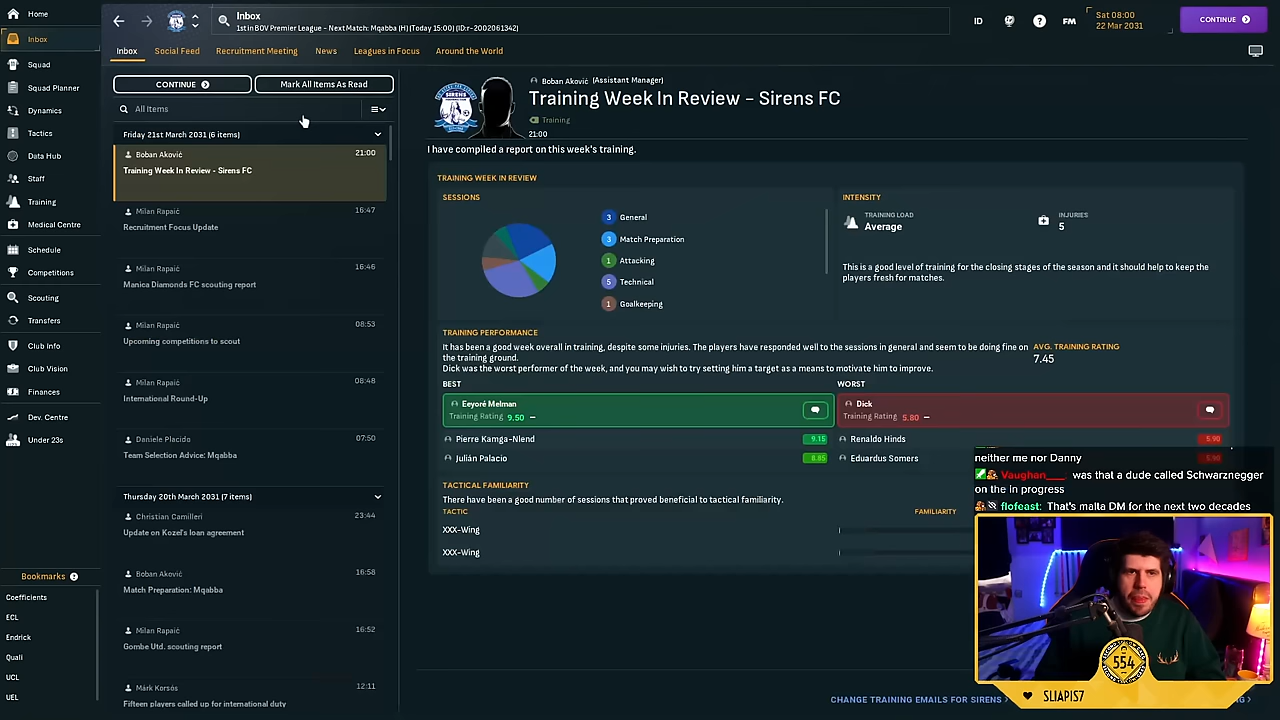 Home
Inbox
Squad
Squad Planner
Dynamics
Tactics
Data Hub
Staff
Training
Medical Centre
Schedule
Competitions
Scouting
Transfers
Club Info
Club Vision
Finances
Dev. Centre
Under 23s
Bookmarks
Coefficients
ECL
Endrick
Quali
UCL
UEL
Inbox
1st in BOV Premier League - Next Match: Mqabba (H) (Today 15:00) (ID:r-2002061342)
ID
FM
Sat 08:00
22 Mar 2031
CONTINUE
Inbox
Social Feed
Recruitment Meeting
News
Leagues in Focus
Around the World
CONTINUE
Mark All Items As Read
All Items
Friday 21st March 2031 (6 items)
Boban Aković 21:00
Training Week In Review - Sirens FC
Milan Rapaić 16:47
Recruitment Focus Update
Milan Rapaić 16:46
Manica Diamonds FC scouting report
Milan Rapaić 08:53
Upcoming competitions to scout
Milan Rapaić 08:48
International Round-Up
Daniele Placido 07:50
Team Selection Advice: Mqabba
Thursday 20th March 2031 (7 items)
Christian Camilleri 23:44
Update on Kozel's loan agreement
Boban Aković 16:58
Match Preparation: Mqabba
Milan Rapaić 16:52
Gombe Utd. scouting report
Márk Korsós 12:11
Fifteen players called up for international duty
SIRENS
Boban Aković (Assistant Manager)
Training Week In Review - Sirens FC
Training
21:00
I have compiled a report on this week's training.
TRAINING WEEK IN REVIEW
SESSIONS
3 General
3 Match Preparation
1 Attacking
5 Technical
1 Goalkeeping
INTENSITY
TRAINING LOAD
Average
INJURIES
5
This is a good level of training for the closing stages of the season and it should help to keep the
players fresh for matches.
TRAINING PERFORMANCE
It has been a good week overall in training, despite some injuries. The players have responded well to the sessions in general and seem to be doing fine on
the training ground.
Dick was the worst performer of the week, and you may wish to try setting him a target as a means to motivate him to improve.
AVG. TRAINING RATING
7.45
BEST
Eeyoré Melman
Training Rating 9.50
Pierre Kamga-Nlend 9.15
Julián Palacio 8.85
WORST
Dick
Training Rating 5.80
Renaldo Hinds 5.90
Eduardus Somers 5.90
TACTICAL FAMILIARITY
There have been a good number of sessions that proved beneficial to tactical familiarity.
TACTIC
FAMILIARITY
XXX-Wing
XXX-Wing
CHANGE TRAINING EMAILS FOR SIRENS
neither me nor Danny
Vaughan____: was that a dude called Schwarznegger
on the in progress
flofeast: That's malta DM for the next two decades
554
SLIAPIS7